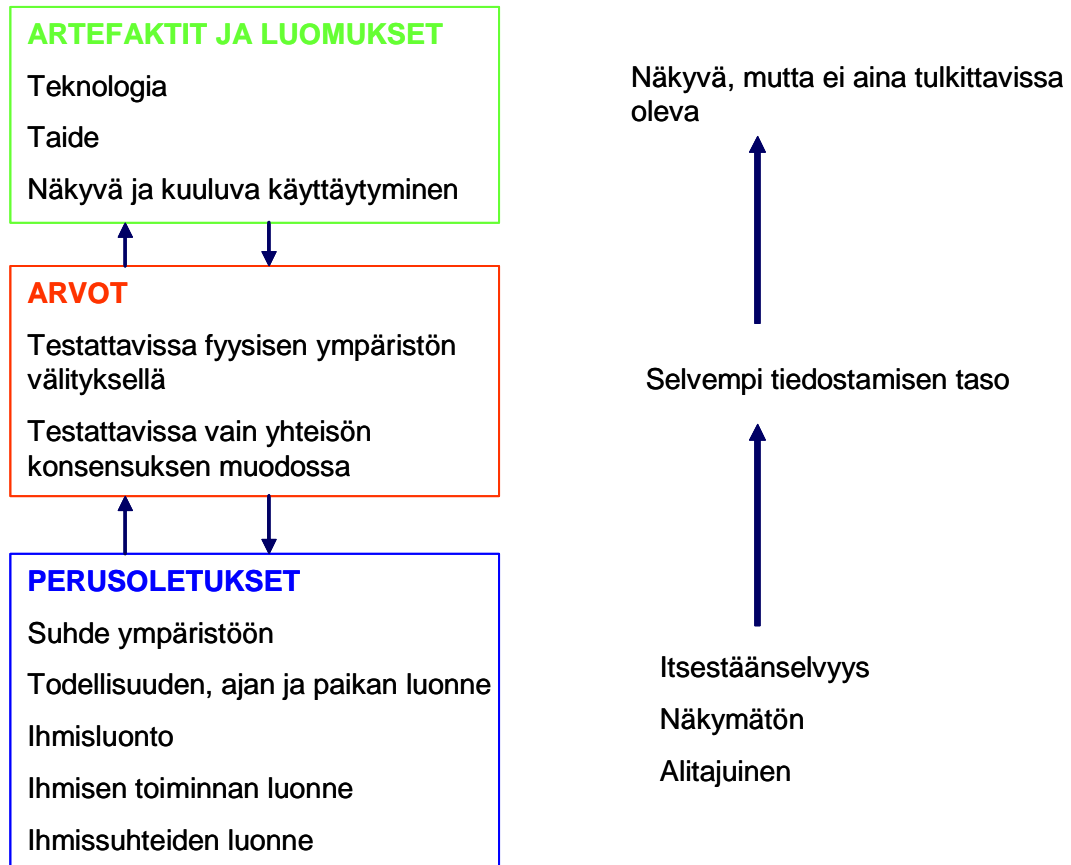 ARTEFAKTIT JA LUOMUKSET
Teknologia
Taide
Näkyvä ja kuuluva käyttäytyminen
Näkyvä, mutta ei aina tulkittavissa
oleva
ARVOT
Testattavissa fyysisen ympäristön
välityksellä
Testattavissa vain yhteisön
konsensuksen muodossa
Selvempi tiedostamisen taso
PERUSOLETUKSET
Suhde ympäristöön
Todellisuuden, ajan ja paikan luonne
Ihmisluonto
Ihmisen toiminnan luonne
Ihmissuhteiden luonne
Itsestäänselvyys
Näkymätön
Alitajuinen